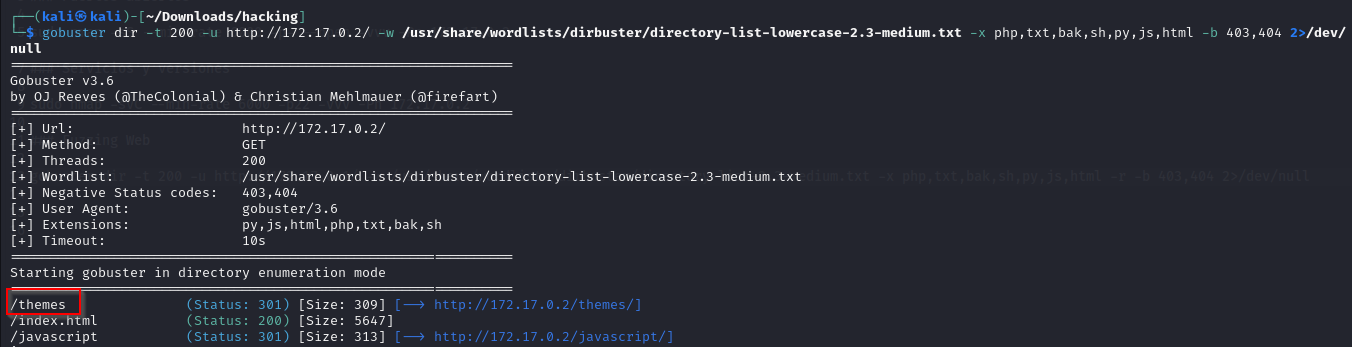 ┌──(kali㉿kali)-[~/Downloads/hacking]
└─$ gobuster dir -t 200 -u http://172.17.0.2/ -w /usr/share/wordlists/dirbuster/directory-list-lowercase-2.3-medium.txt -x php,txt,bak,sh,py,js,html -b 403,404 2>/dev/
null
===============================================================
Gobuster v3.6
by OJ Reeves (@TheColonial) & Christian Mehlmauer (@firefart)
===============================================================
[+] Url:                     http://172.17.0.2/
[+] Method:                  GET
[+] Threads:                 200
[+] Wordlist:                /usr/share/wordlists/dirbuster/directory-list-lowercase-2.3-medium.txt
[+] Negative Status codes:   403,404
[+] User Agent:              gobuster/3.6
[+] Extensions:              py,js,html,php,txt,bak,sh
[+] Timeout:                 10s
===============================================================
Starting gobuster in directory enumeration mode
===============================================================
/themes               (Status: 301) [Size: 309] [--> http://172.17.0.2/themes/]
/index.html           (Status: 200) [Size: 5647]
/javascript           (Status: 301) [Size: 313] [--> http://172.17.0.2/javascript/]